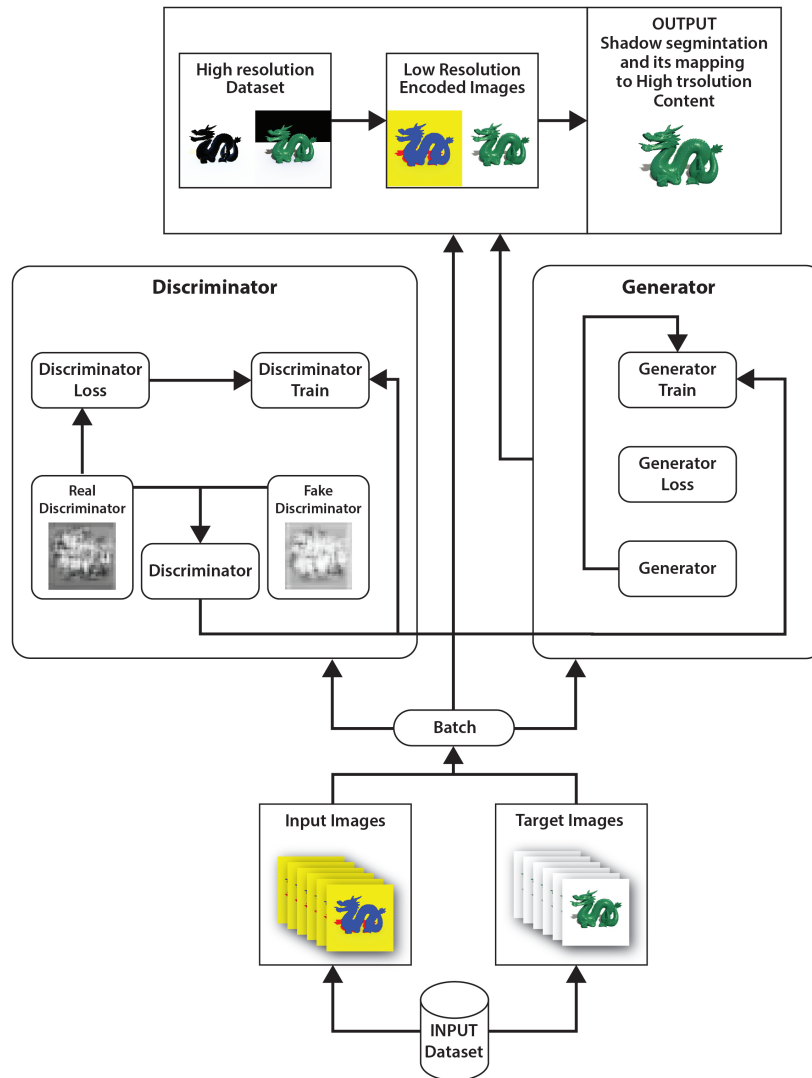 High resolution
Dataset
Low Resolution
Encoded Images
OUTPUT
Shadow segmintation
and its mapping
to High trsolution
Content
Discriminator
Discriminator
Loss
Discriminator
Train
Real
Discriminator
Fake
Discriminator
Discriminator
Generator
Generator
Train
Generator
Loss
Generator
Batch
Input Images
Target Images
INPUT
Dataset